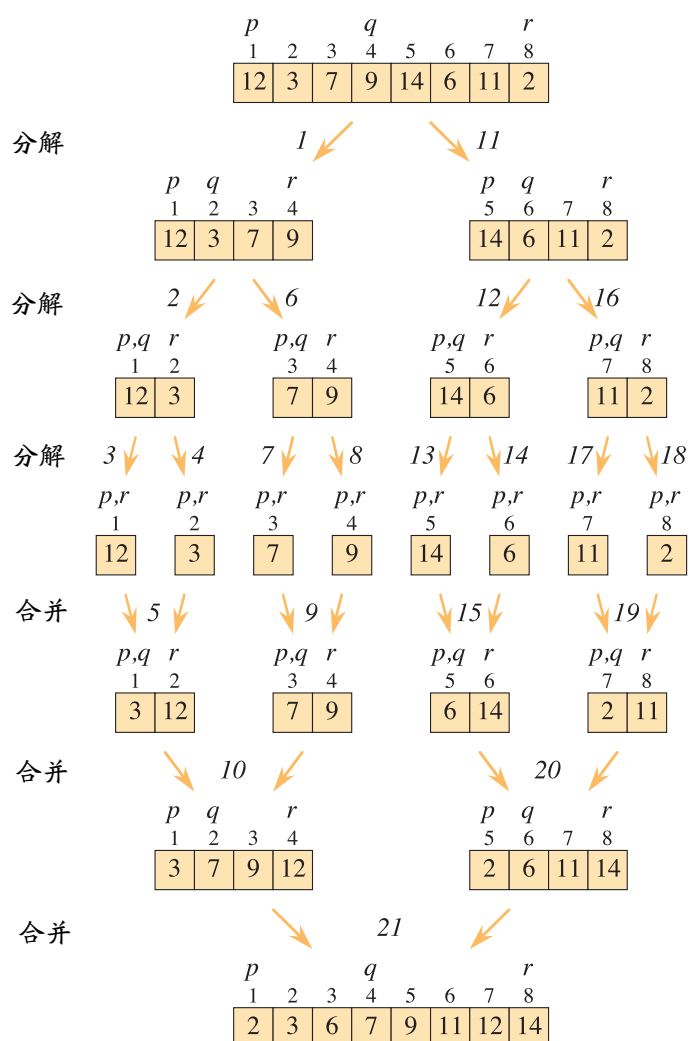 p q r
1 2 3 4 5 6 7 8
12 3 7 9 14 6 11 2
分解 1 11
p q r p q r
1 2 3 4 5 6 7 8
12 3 7 9 14 6 11 2
分解 2 6 12 16
p,q r p,q r p,q r p,q r
1 2 3 4 5 6 7 8
12 3 7 9 14 6 11 2
分解 3 4 7 8 13 14 17 18
p,r p,r p,r p,r p,r p,r p,r p,r
1 2 3 4 5 6 7 8
12 3 7 9 14 6 11 2
合并 5 9 15 19
p,q r p,q r p,q r p,q r
1 2 3 4 5 6 7 8
3 12 7 9 6 14 2 11
合并 10 20
p q r p q r
1 2 3 4 5 6 7 8
3 7 9 12 2 6 11 14
合并 21
p q r
1 2 3 4 5 6 7 8
2 3 6 7 9 11 12 14